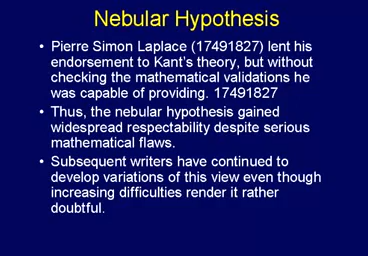 Nebular Hypothesis
• Pierre Simon Laplace (17491827) lent his
endorsement to Kant's theory, but without
checking the mathematical validations he
was capable of providing. 17491827
• Thus, the nebular hypothesis gained
widespread respectability despite serious
mathematical flaws.
• Subsequent writers have continued to
develop variations of this view even though
increasing difficulties render it rather
doubtful.